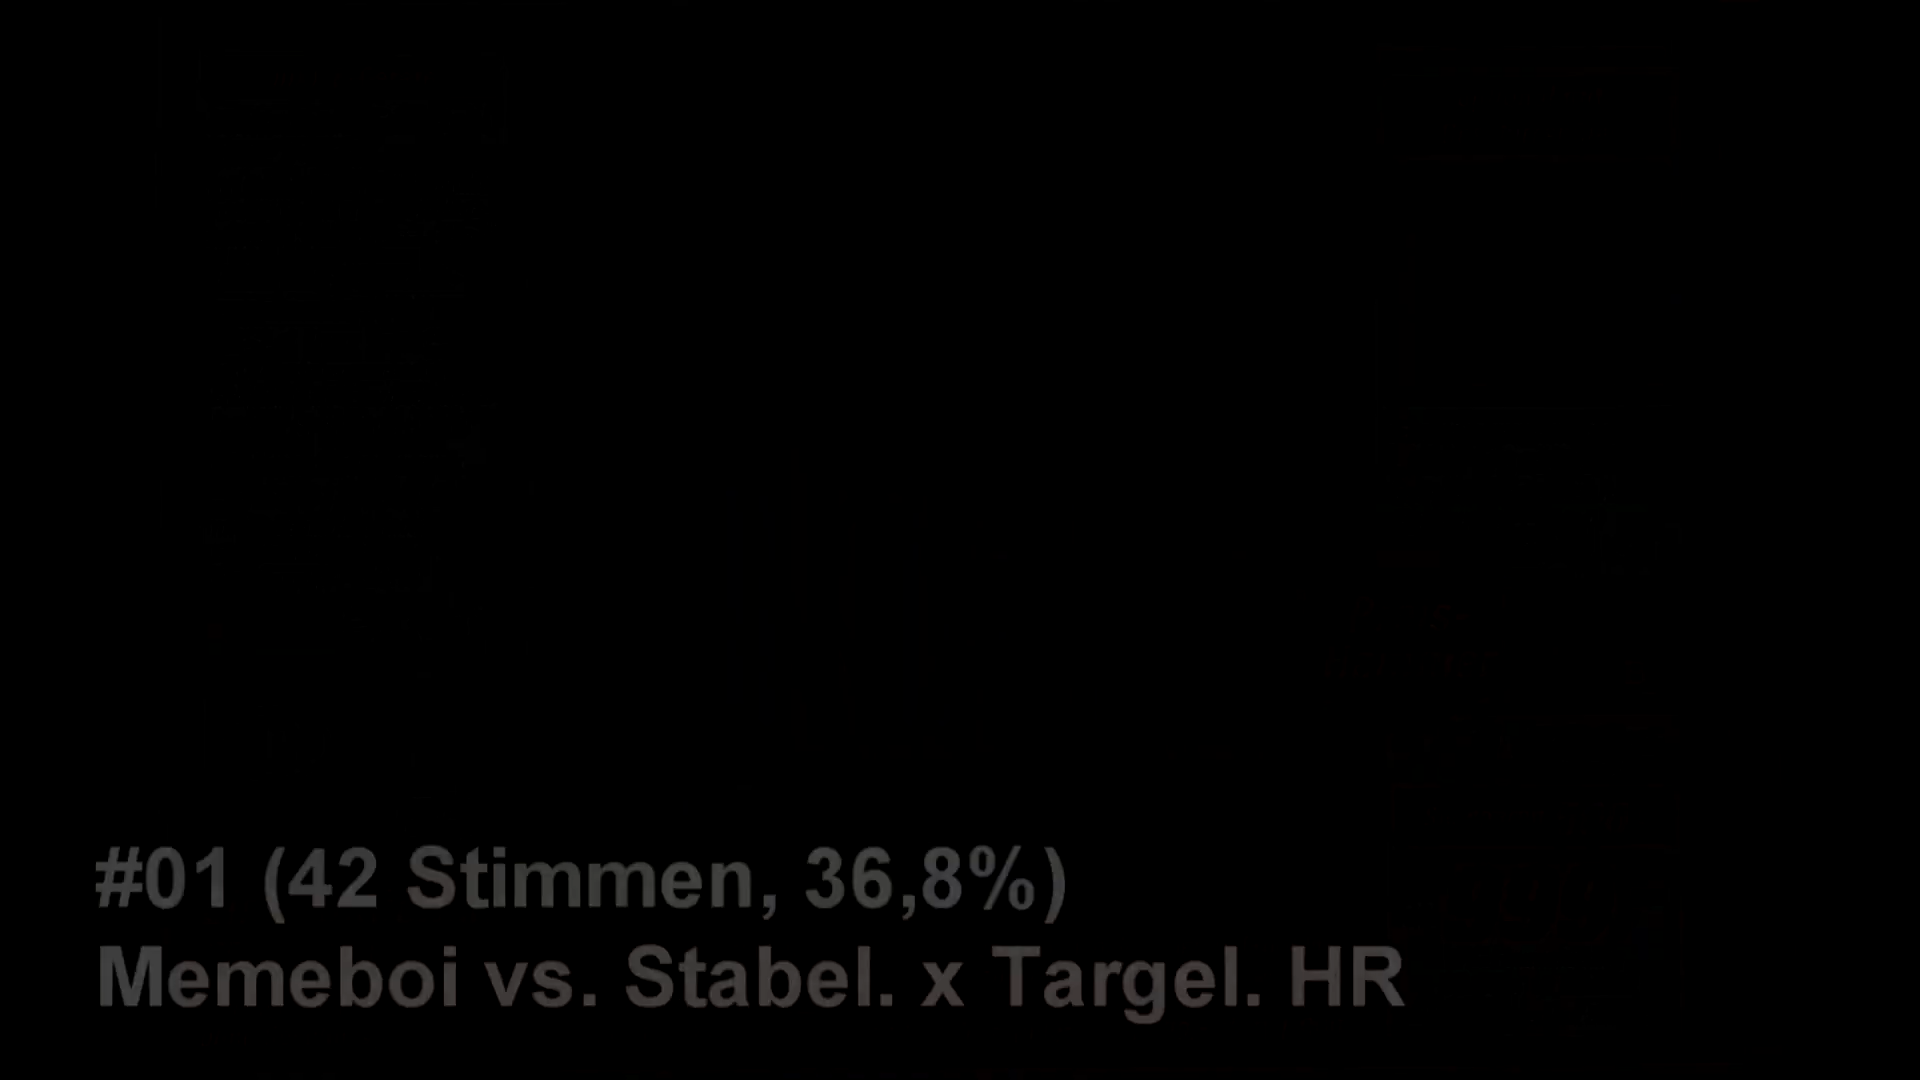 #01 (42 Stimmen, 36,8%)
Memeboi vs. Stabel. x Targel. HR